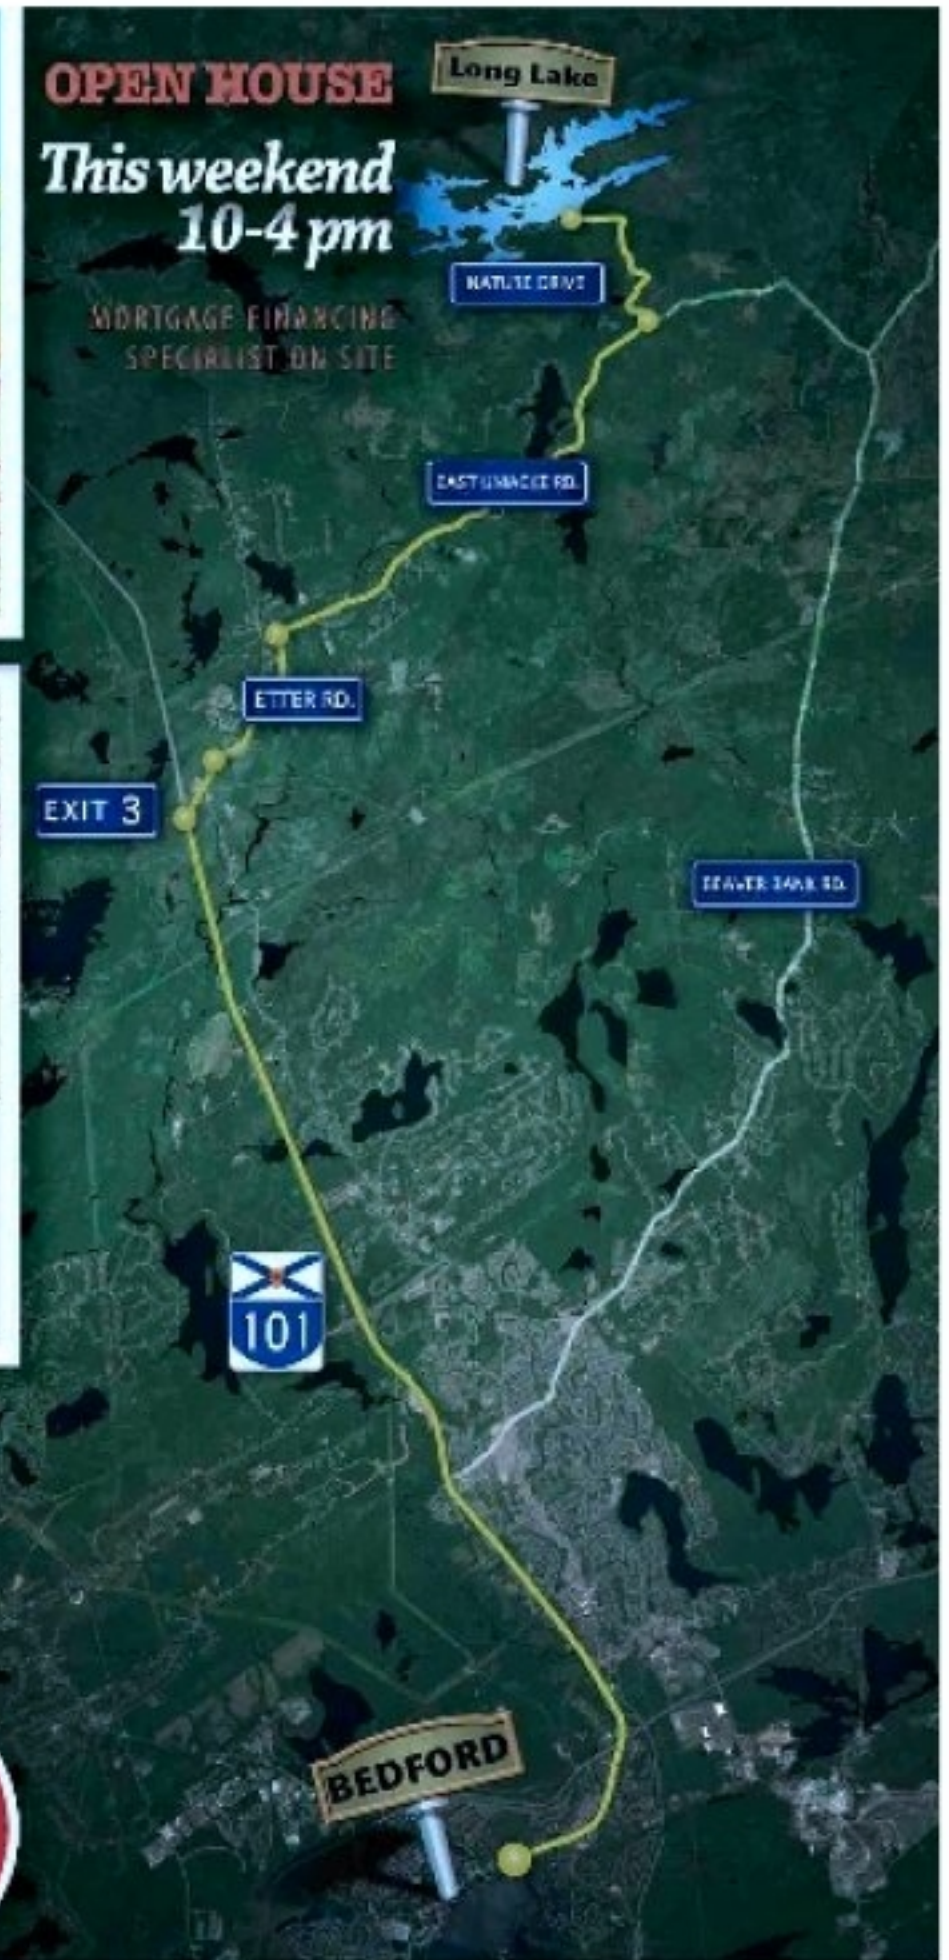 OPEN HOUSE
This weekend
10-4 pm
MORTGAGE FINANCING
SPECIALIST ON SITE
Long Lake
NATURE DRIVE
EAST UNIACKE RD.
ETTER RD.
EXIT 3
BEAVER BANK RD.
101
BEDFORD